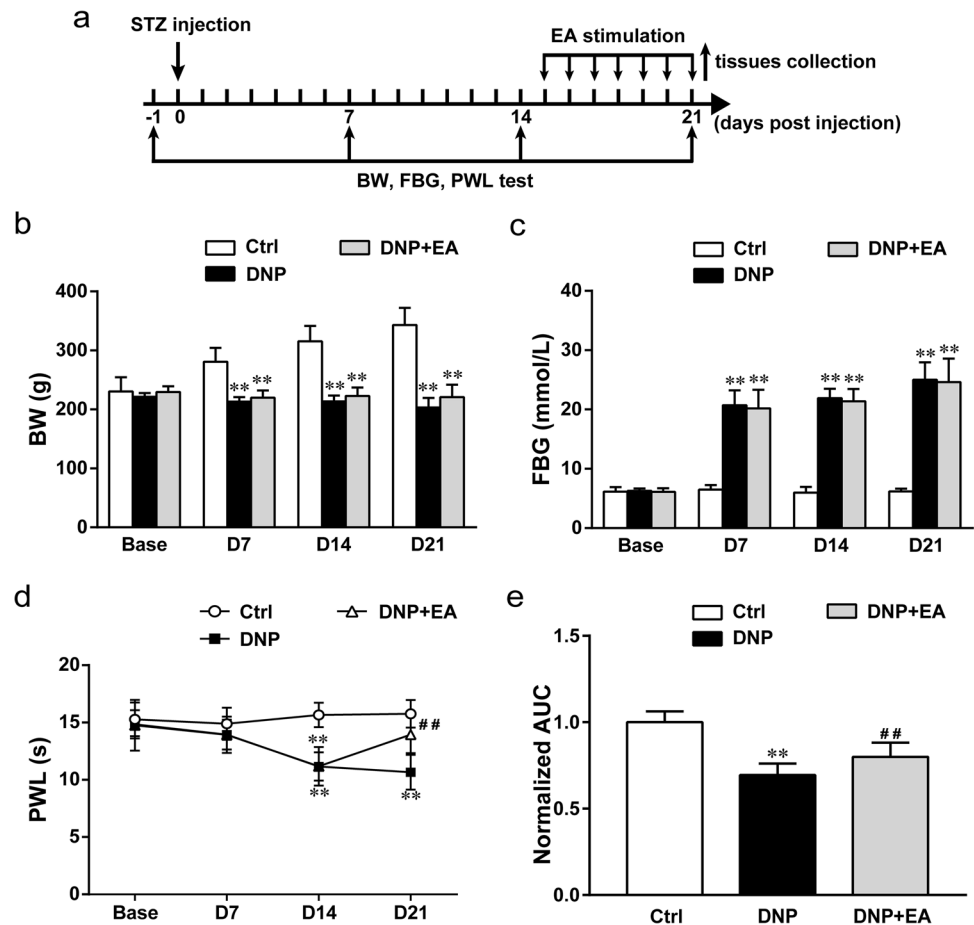 a
STZ injection
EA stimulation
tissues collection
-1 0 7 14 21
(days post injection)
BW, FBG, PWL test
b
Ctrl
DNP
DNP+EA
BW (g)
400
300
200
100
0
** ** ** ** ** **
Base D7 D14 D21
c
Ctrl
DNP
DNP+EA
FBG (mmol/L)
40
30
20
10
0
** ** ** ** ** **
Base D7 D14 D21
d
Ctrl
DNP
DNP+EA
PWL (s)
20
15
10
5
0
##
**
** **
Base D7 D14 D21
e
Ctrl
DNP
DNP+EA
Normalized AUC
1.5
1.0
0.5
0.0
** ##
Ctrl DNP DNP+EA